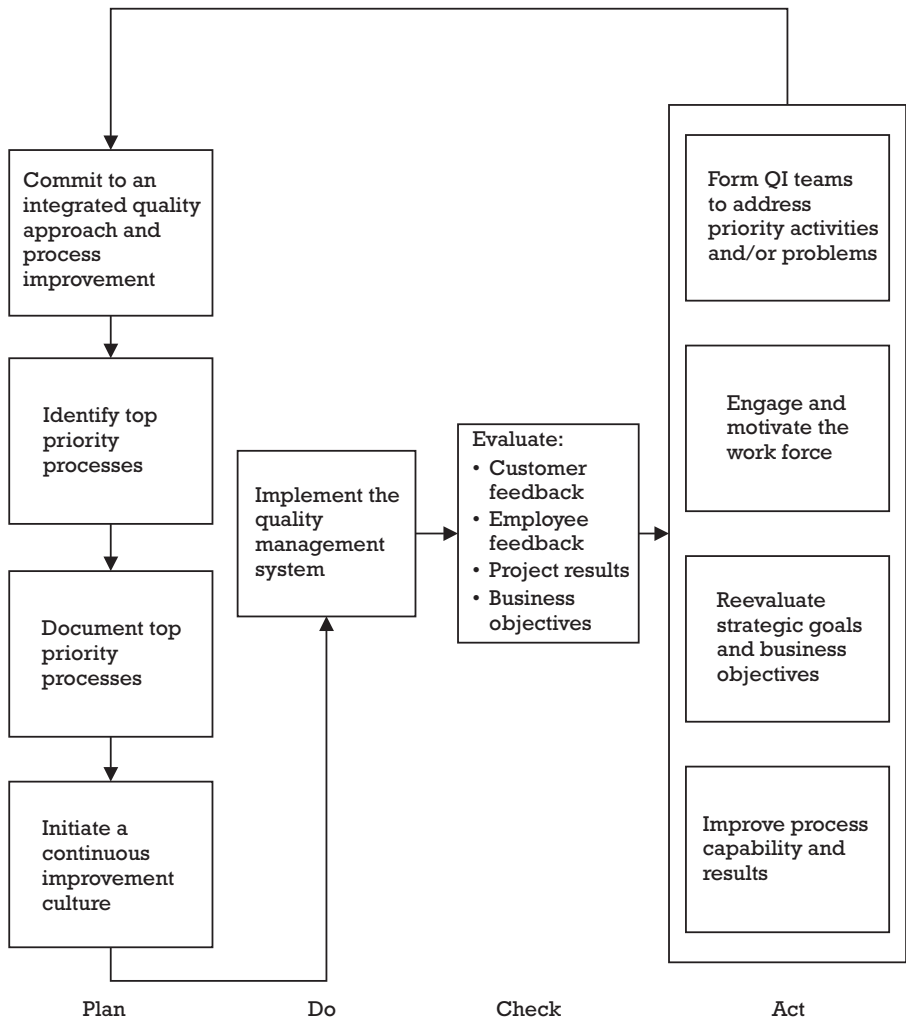 Commit to an
integrated quality
approach and
process
improvement
Identify top
priority
processes
Document top
priority
processes
Initiate a
continuous
improvement
culture
Implement the
quality
management
system
Evaluate:
• Customer
feedback
• Employee
feedback
• Project results
• Business
objectives
Form QI teams
to address
priority activities
and/or problems
Engage and
motivate the
work force
Reevaluate
strategic goals
and business
objectives
Improve process
capability and
results
Plan
Do
Check
Act